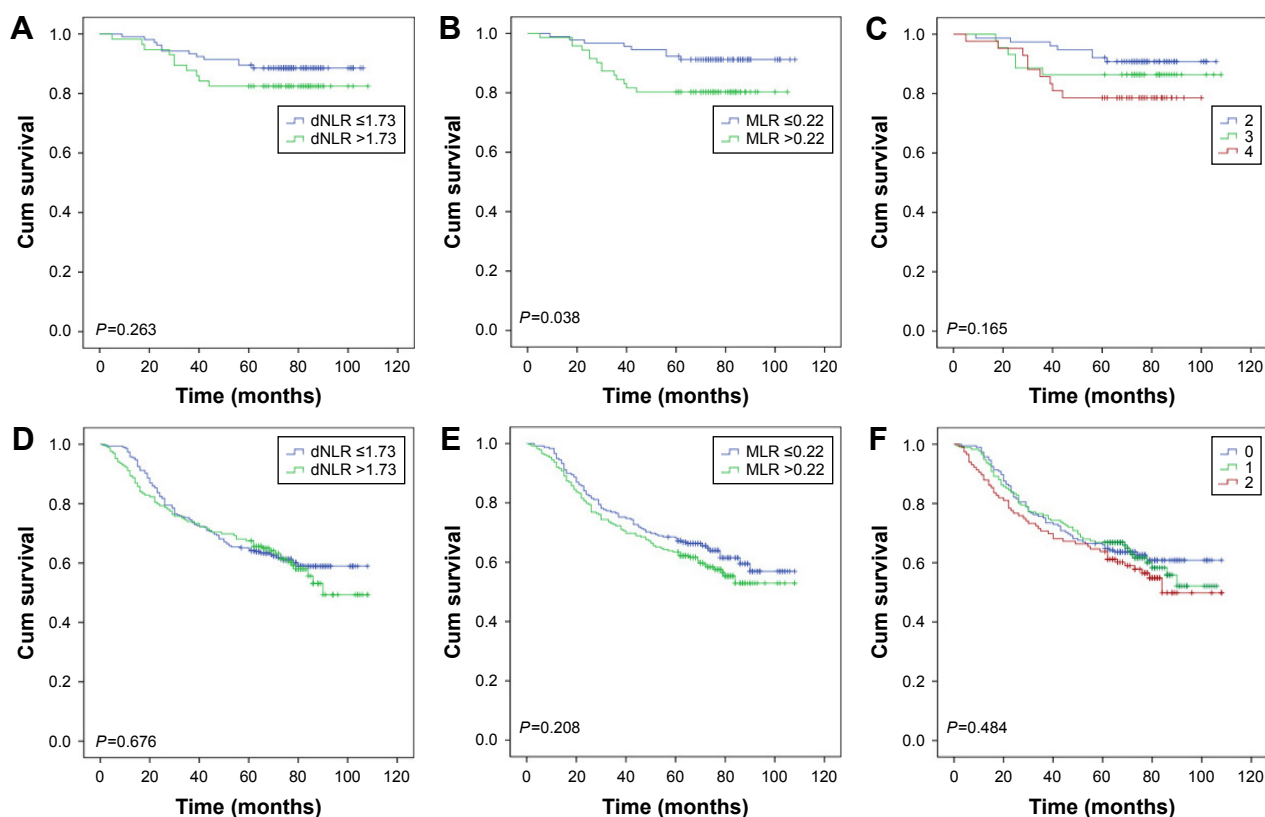 A
Cum survival
1.0
0.8
0.6
0.4
0.2
0.0
dNLR ≤1.73
dNLR >1.73
P=0.263
0 20 40 60 80 100 120
Time (months)
B
Cum survival
1.0
0.8
0.6
0.4
0.2
0.0
MLR ≤0.22
MLR >0.22
P=0.038
0 20 40 60 80 100 120
Time (months)
C
Cum survival
1.0
0.8
0.6
0.4
0.2
0.0
2
3
4
P=0.165
0 20 40 60 80 100 120
Time (months)
D
Cum survival
1.0
0.8
0.6
0.4
0.2
0.0
dNLR ≤1.73
dNLR >1.73
P=0.676
0 20 40 60 80 100 120
Time (months)
E
Cum survival
1.0
0.8
0.6
0.4
0.2
0.0
MLR ≤0.22
MLR >0.22
P=0.208
0 20 40 60 80 100 120
Time (months)
F
Cum survival
1.0
0.8
0.6
0.4
0.2
0.0
0
1
2
P=0.484
0 20 40 60 80 100 120
Time (months)